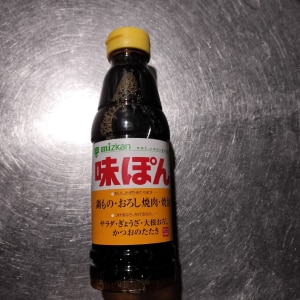 mizkan
味ぽん
鍋もの・おろし焼肉・焼
サラダ・ぎょうざ・大根おろし
かつおのたたき